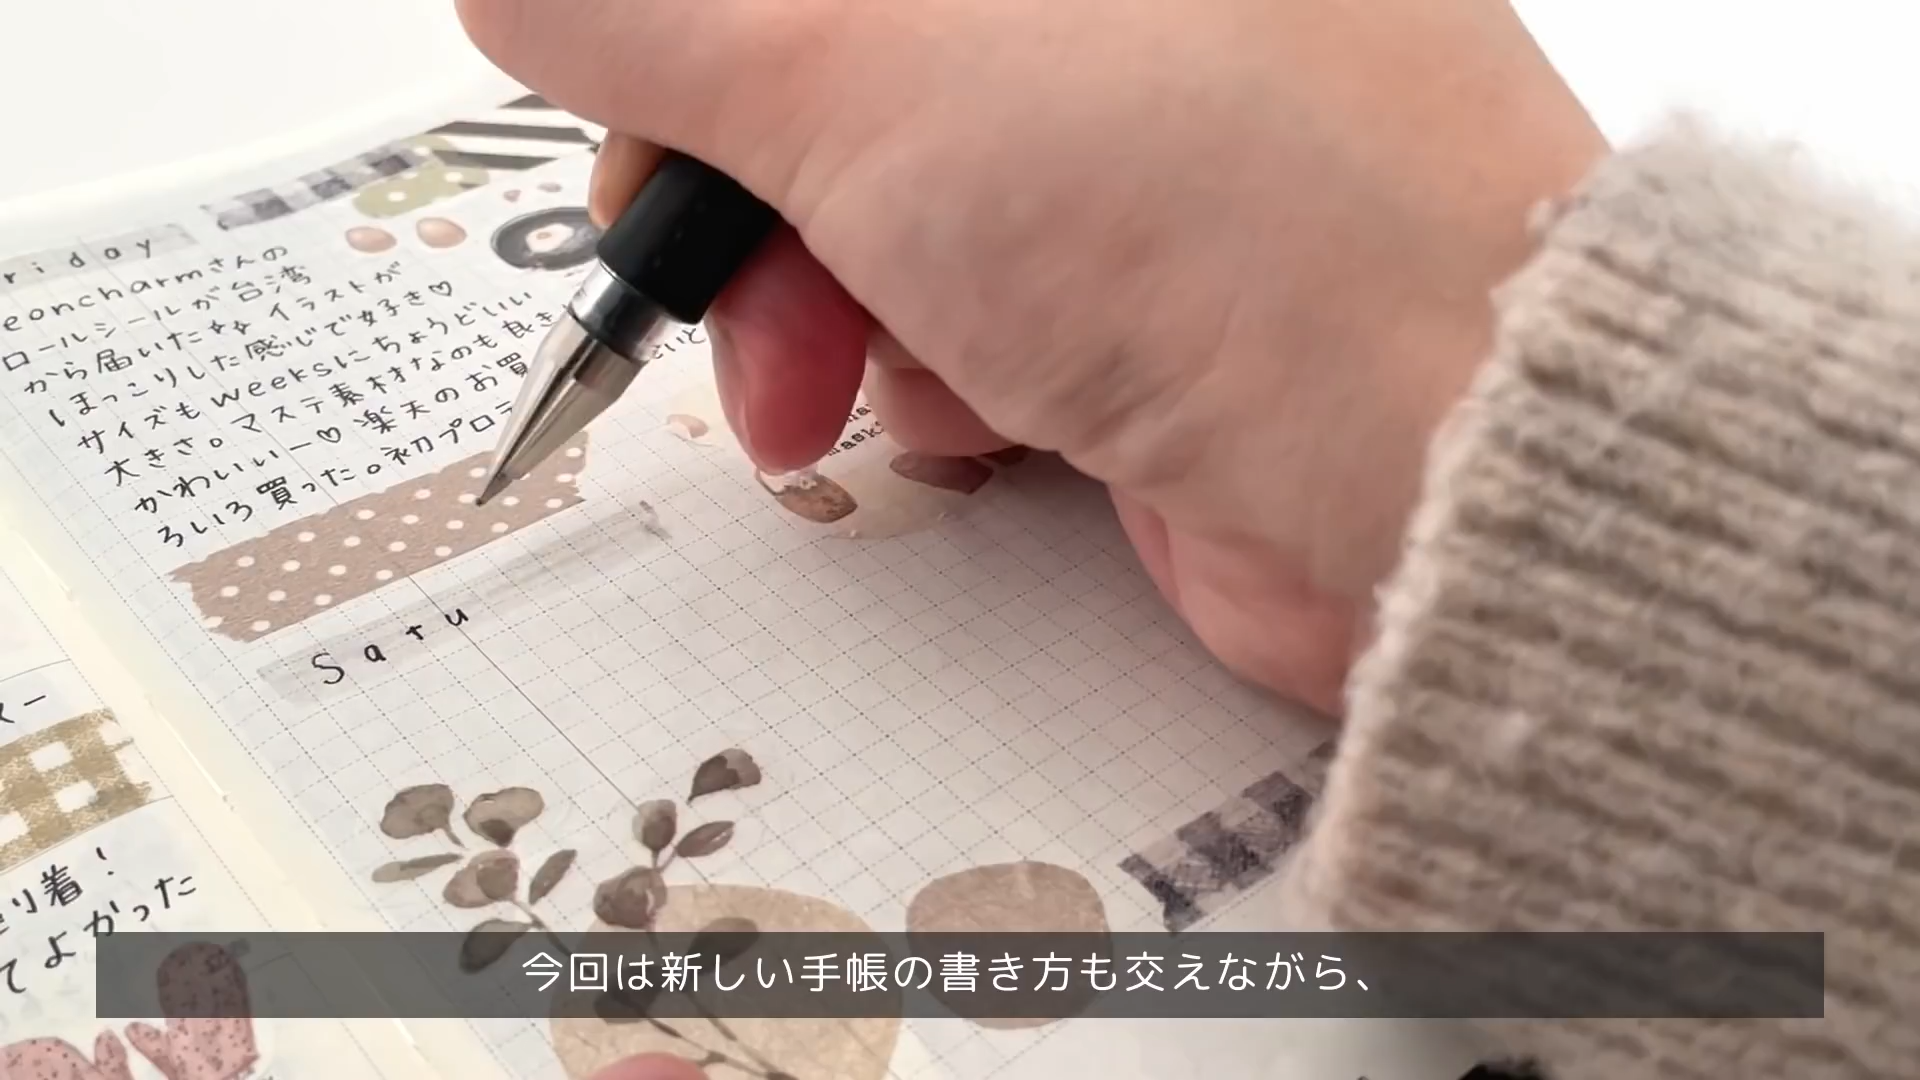 riday
eoncharmさんの
ロールシールが台湾
から届いた✧✧ イラストが
ほっこりした感じで好き♡
サイズもweeksにちょうどいい
大きさ。マステ素材なのも良き
かわいいー♡ 楽天のお買
ろいろ買った。初プロテ
Satu
り着！
てよかった
今回は新しい手帳の書き方も交えながら、